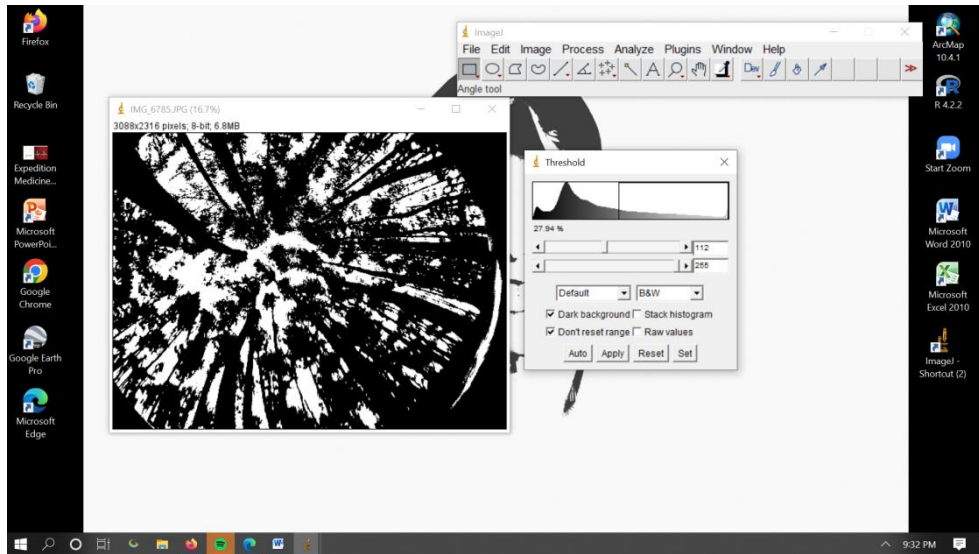 Firefox
Recycle Bin
Expedition
Medicine...
Microsoft
PowerPoi...
Google
Chrome
Google Earth
Pro
Microsoft
Edge
ImageJ
File Edit Image Process Analyze Plugins Window Help
Dev
Angle tool
IMG_6785.JPG (16.7%)
3088x2316 pixels; 8-bit; 6.8MB
Threshold
27.94 %
112
255
Default B&W
Dark background Stack histogram
Don't reset range Raw values
Auto Apply Reset Set
ArcMap
10.4.1
R 4.2.2
Start Zoom
Microsoft
Word 2010
Microsoft
Excel 2010
ImageJ -
Shortcut (2)
9:32 PM